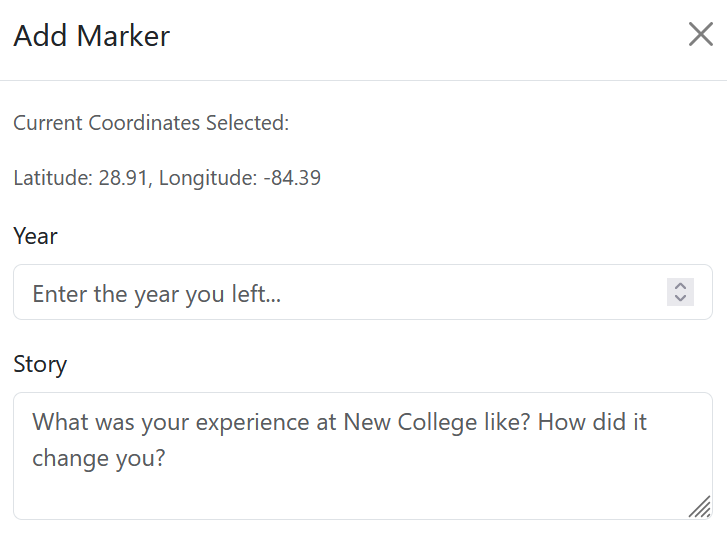 Add Marker
Current Coordinates Selected:
Latitude: 28.91, Longitude: -84.39
Year
Enter the year you left...
Story
What was your experience at New College like? How did it
change you?